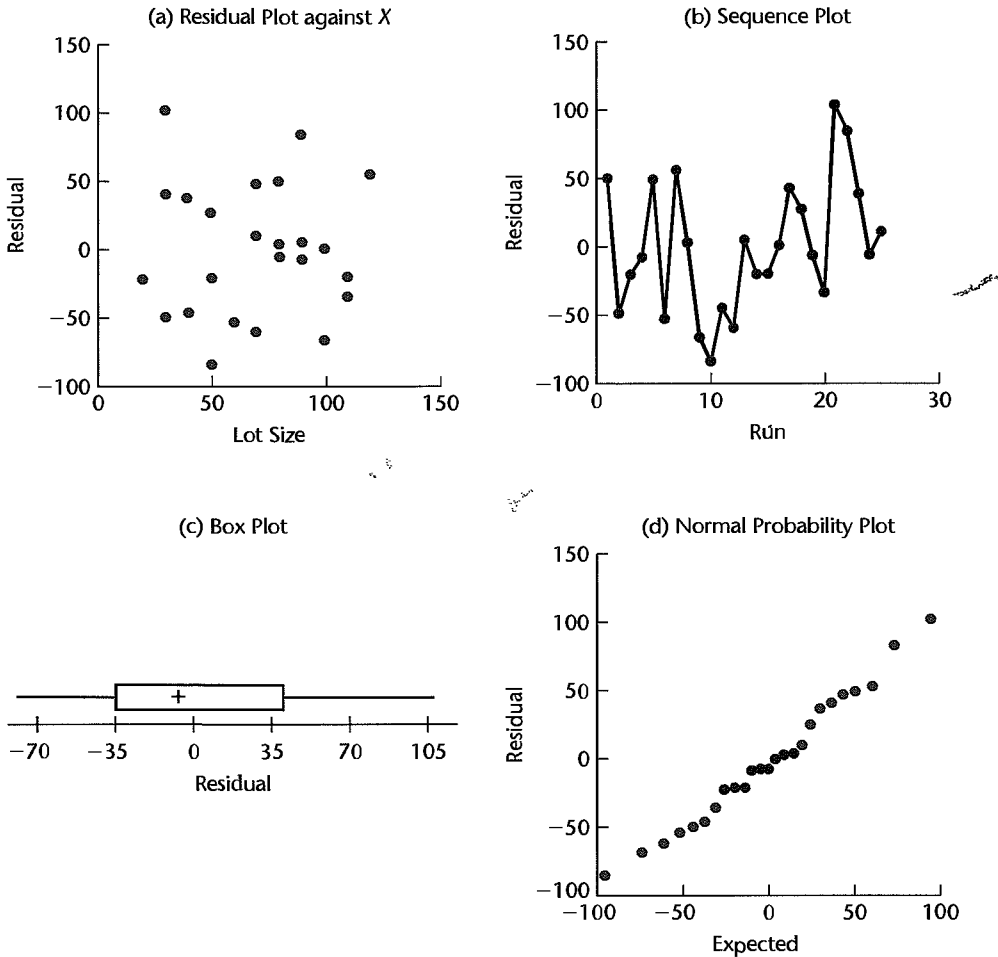 (a) Residual Plot against X
150
100
50
0
−50
−100
Residual
0 50 100 150
Lot Size
(b) Sequence Plot
150
100
50
0
−50
−100
Residual
0 10 20 30
Run
(c) Box Plot
−70 −35 0 35 70 105
Residual
(d) Normal Probability Plot
150
100
50
0
−50
−100
Residual
−100 −50 0 50 100
Expected